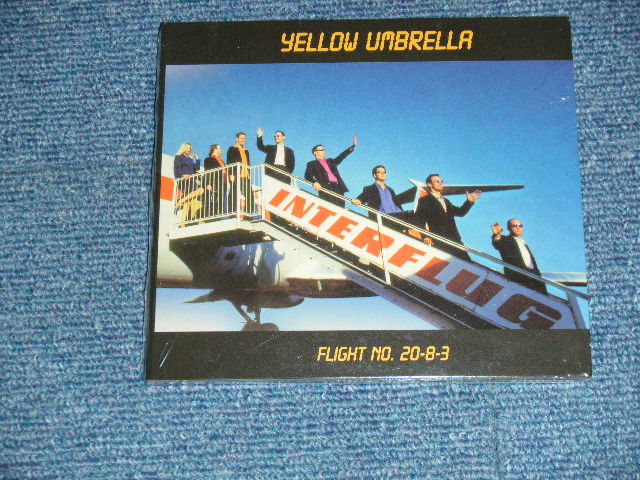 YELLOW UMBRELLA
INTERFLUG
FLIGHT NO. 20-8-3